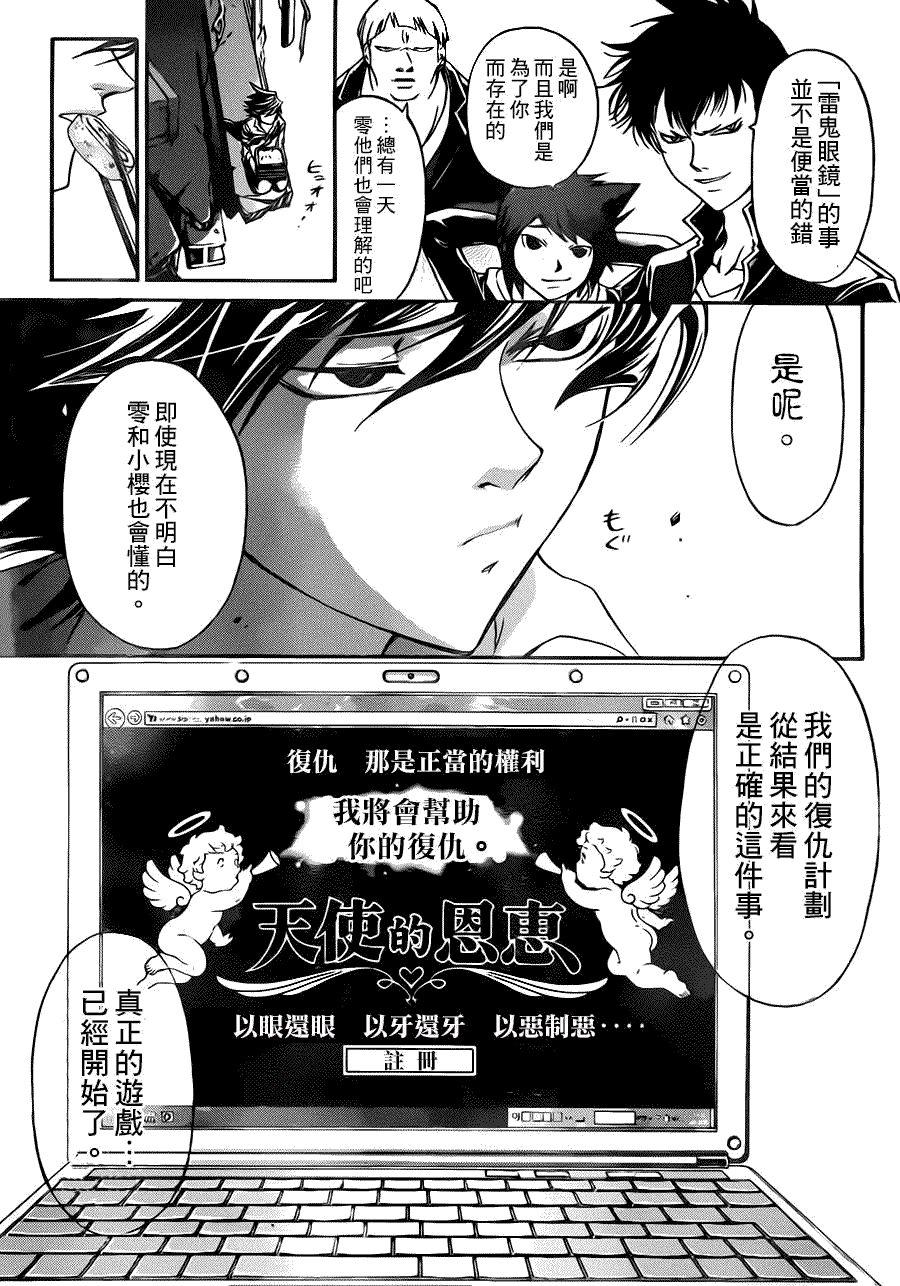 「雷鬼眼鏡」的事
並不是便當的錯
是啊
而且我們是
為了你
而存在的
…總有一天
零他們也會理解的吧
ヒュオォ…
是呢。
もぐ
即使現在不明白
零和小櫻也會懂的。
我們的復仇計劃
從結果來看
是正確的這件事。
yahow.co.jp
復仇　那是正當的權利
我將會幫助
你的復仇。
天使的恩惠
以眼還眼　以牙還牙　以惡制惡‥‥
註 冊
真正的遊戲…
已經開始了。